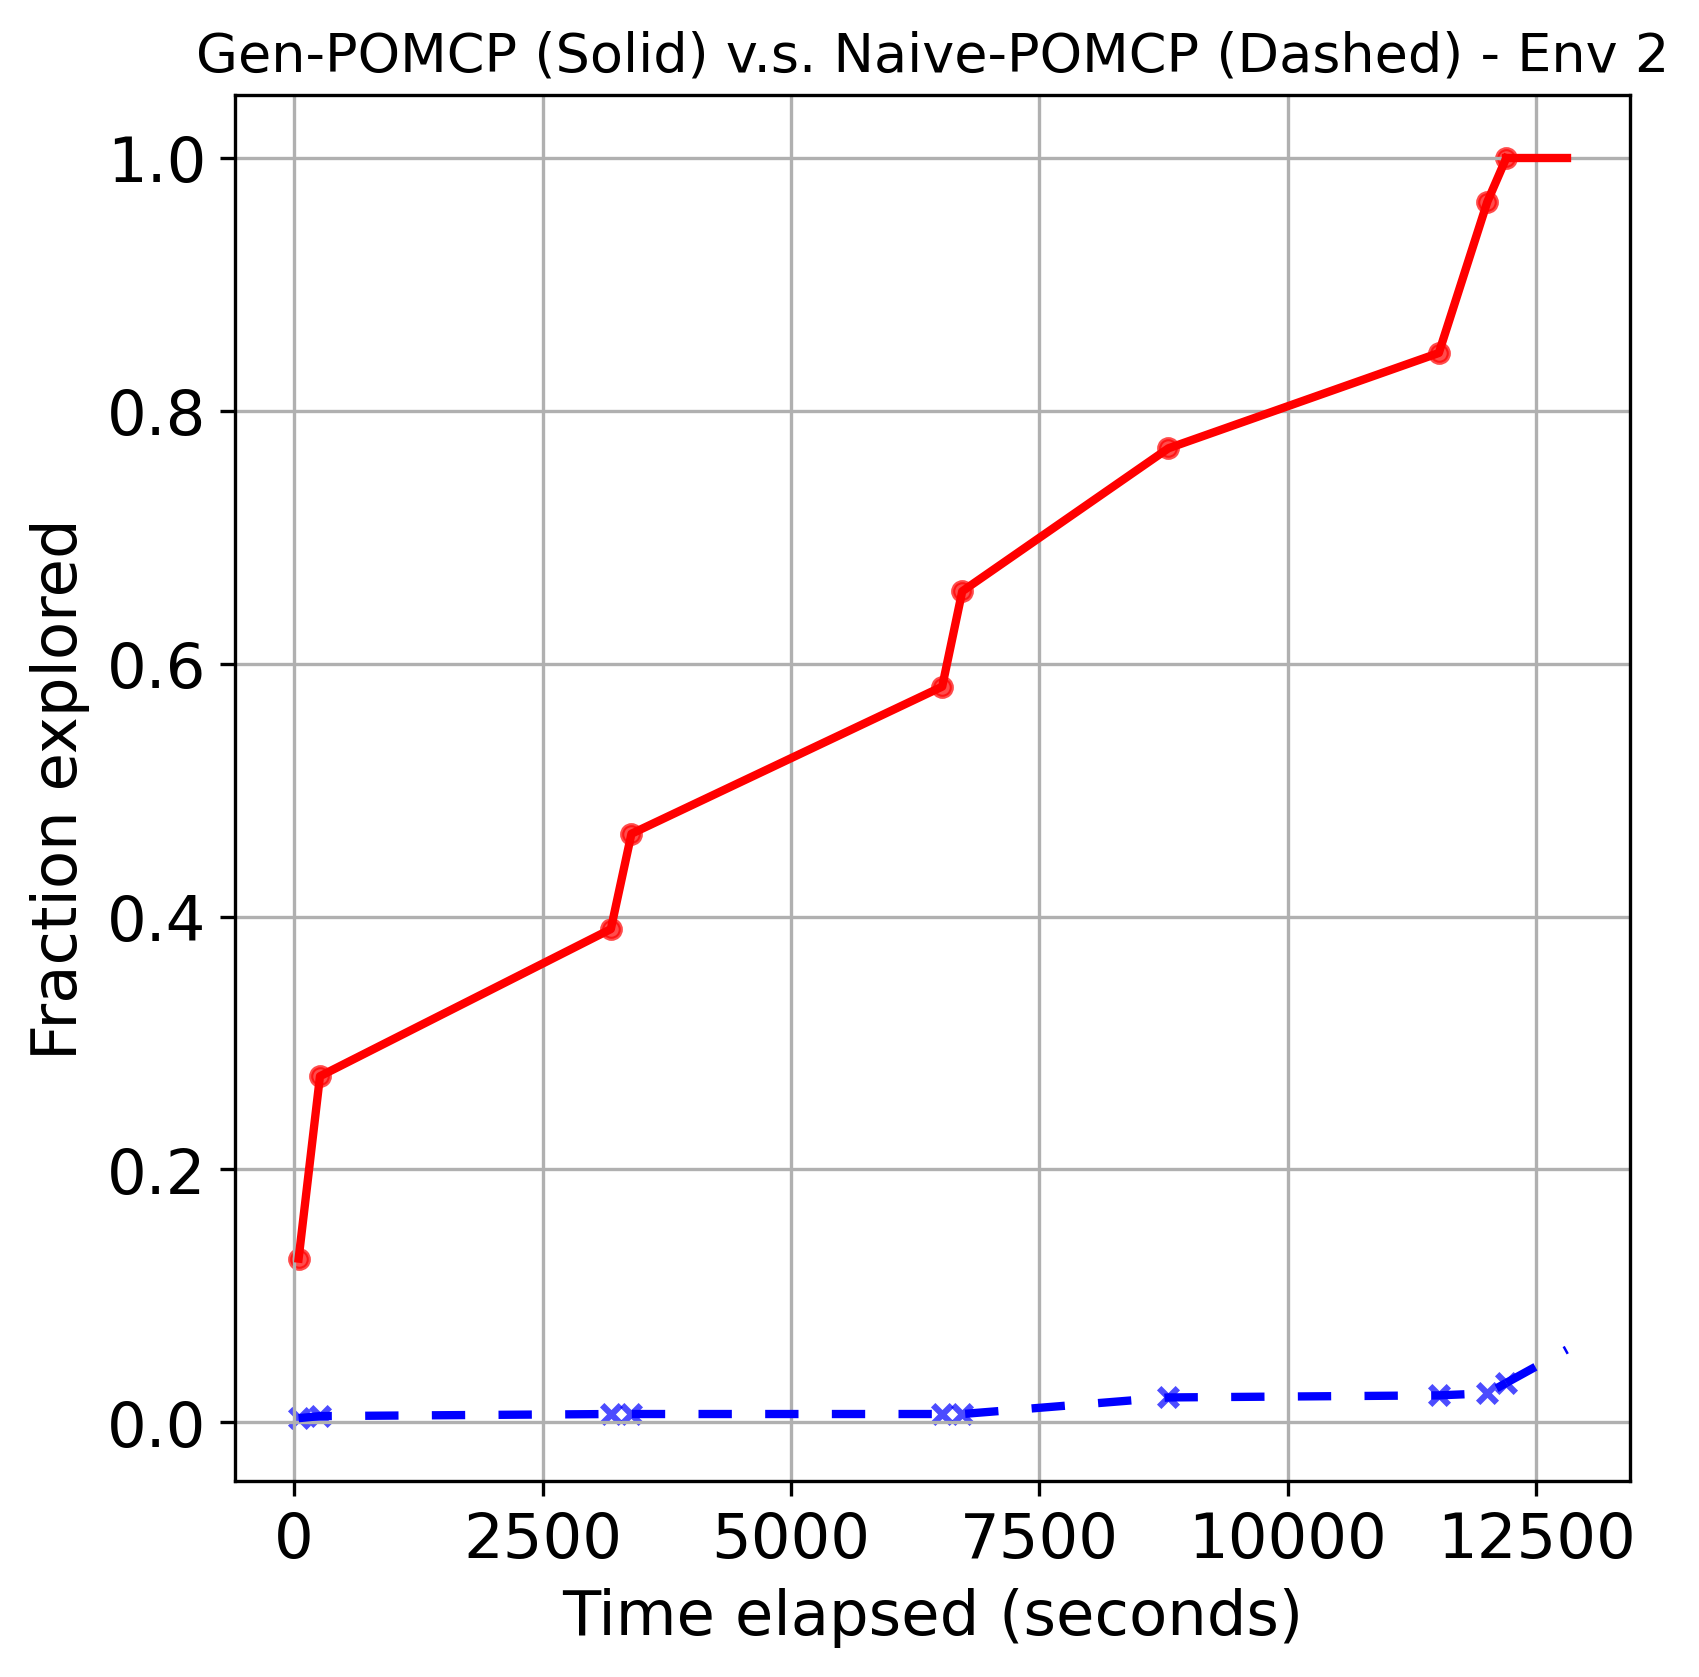 Gen-POMCP (Solid) v.s. Naive-POMCP (Dashed) - Env 2
1.0
0.8
0.6
0.4
0.2
0.0
Fraction explored
0 2500 5000 7500 10000 12500
Time elapsed (seconds)